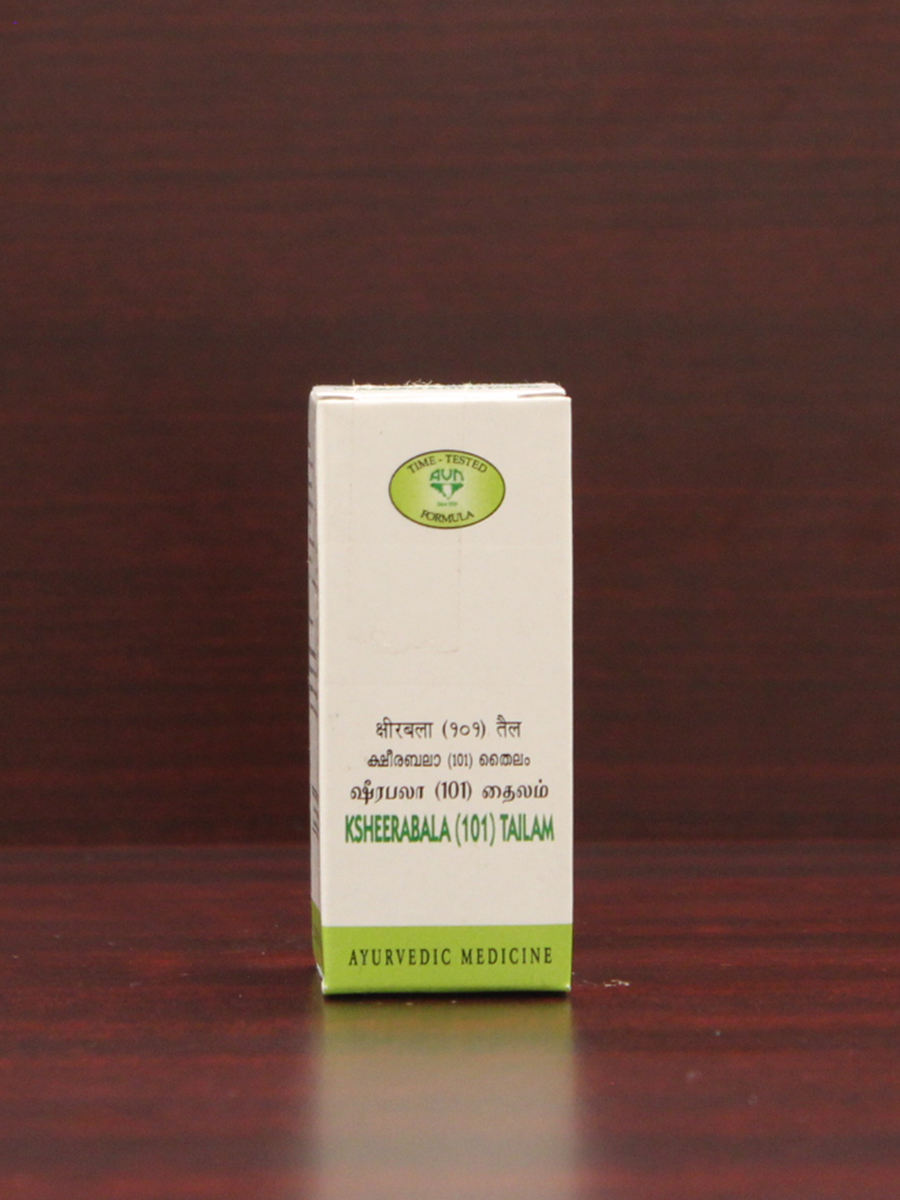 TIME - TESTED
AVN
FORMULA
क्षीरबला (१०१) तैल
ക്ഷീരബലാ (101) തൈലം
ஷீரபலா (101) தைலம்
KSHEERABALA (101) TAILAM
AYURVEDIC MEDICINE